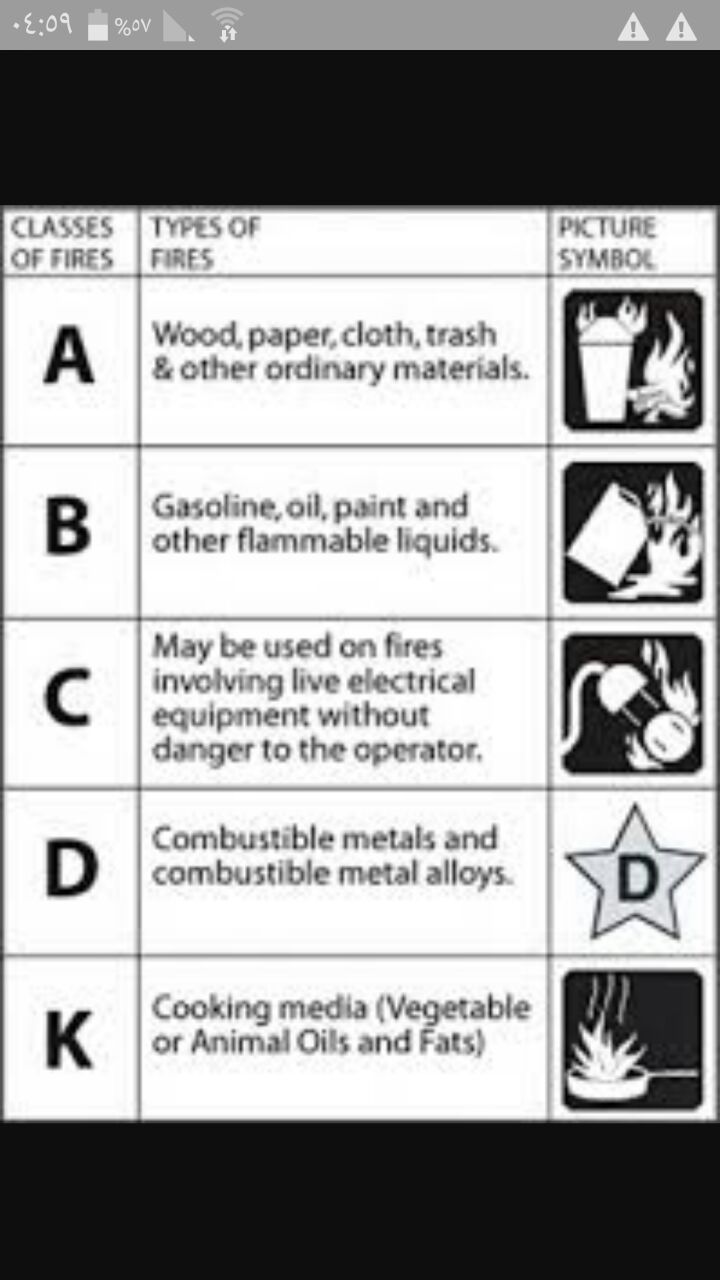 ٠٤:٥٩ %٥٧
CLASSES OF FIRES
TYPES OF FIRES
PICTURE SYMBOL
A
Wood, paper, cloth, trash
& other ordinary materials.
B
Gasoline, oil, paint and
other flammable liquids.
C
May be used on fires
involving live electrical
equipment without
danger to the operator.
D
Combustible metals and
combustible metal alloys.
D
K
Cooking media (Vegetable
or Animal Oils and Fats)